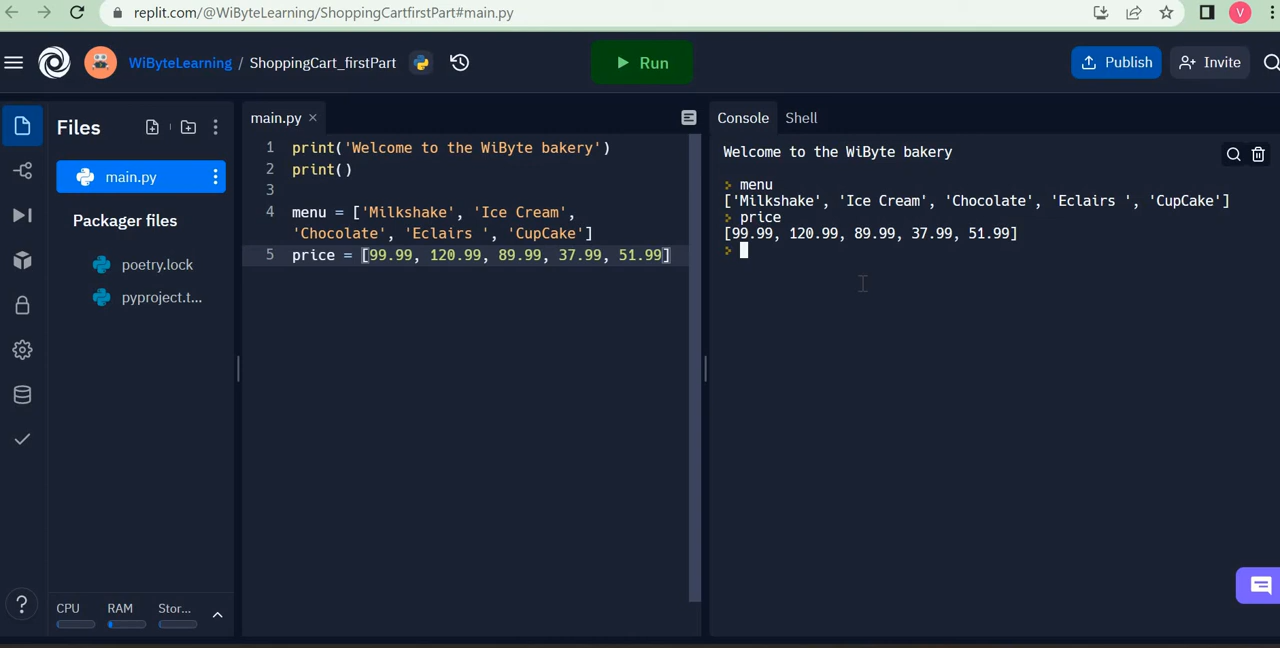 replit.com/@WiByteLearning/ShoppingCartfirstPart#main.py
V
WiByteLearning / ShoppingCart_firstPart
Run
Publish
Invite
Files
main.py
Packager files
poetry.lock
pyproject.t...
CPU RAM Stor...
?
main.py ×
1 print('Welcome to the WiByte bakery')
2 print()
3
4 menu = ['Milkshake', 'Ice Cream',
'Chocolate', 'Eclairs ', 'CupCake']
5 price = [99.99, 120.99, 89.99, 37.99, 51.99]
Console Shell
Welcome to the WiByte bakery
menu
['Milkshake', 'Ice Cream', 'Chocolate', 'Eclairs ', 'CupCake']
price
[99.99, 120.99, 89.99, 37.99, 51.99]